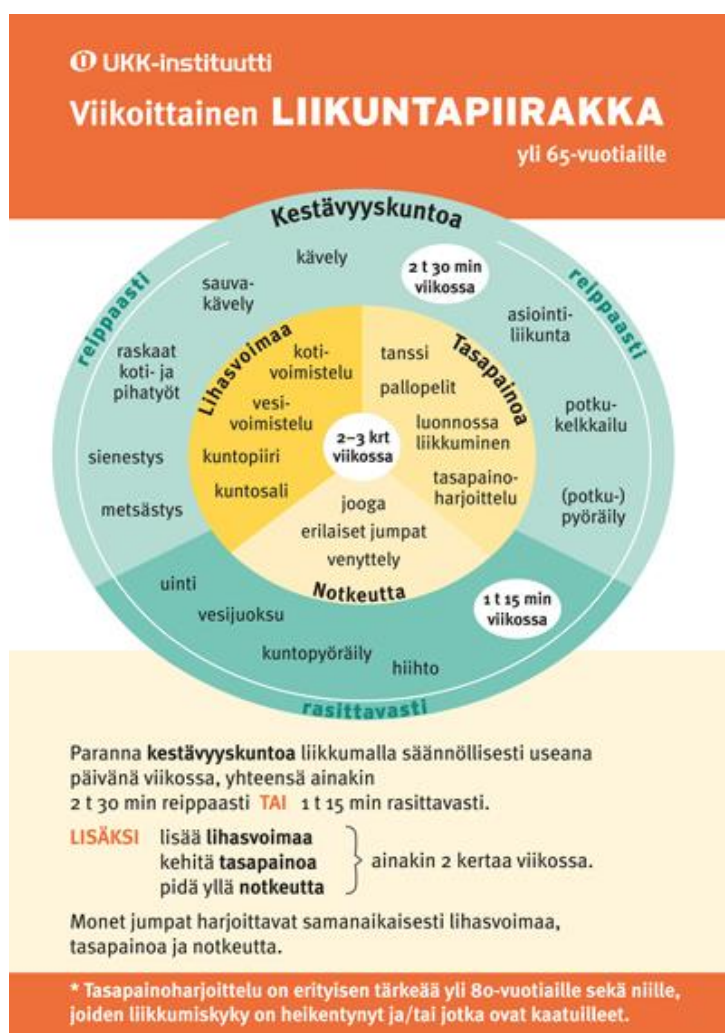 UKK-instituutti
Viikoittainen LIIKUNTAPIIRAKKA
yli 65-vuotiaille
Kestävyyskuntoa
reippaasti
reippaasti
kävely
2 t 30 min
viikossa
sauva-
kävely
asiointi-
liikunta
raskaat
koti- ja
pihatyöt
potku-
kelkkailu
sienestys
metsästys
(potku-)
pyöräily
Lihasvoimaa
koti-
voimistelu
vesi-
voimistelu
kuntopiiri
kuntosali
Tasapainoa
tanssi
pallopelit
luonnossa
liikkuminen
tasapaino-
harjoittelu
2–3 krt
viikossa
jooga
erilaiset jumpat
venyttely
Notkeutta
uinti
vesijuoksu
kuntopyöräily
hiihto
1 t 15 min
viikossa
rasittavasti
Paranna kestävyyskuntoa liikkumalla säännöllisesti useana
päivänä viikossa, yhteensä ainakin
2 t 30 min reippaasti TAI 1 t 15 min rasittavasti.
LISÄKSI lisää lihasvoimaa
kehitä tasapainoa
pidä yllä notkeutta
ainakin 2 kertaa viikossa.
Monet jumpat harjoittavat samanaikaisesti lihasvoimaa,
tasapainoa ja notkeutta.
* Tasapainoharjoittelu on erityisen tärkeää yli 80-vuotiaille sekä niille,
joiden liikkumiskyky on heikentynyt ja/tai jotka ovat kaatuilleet.